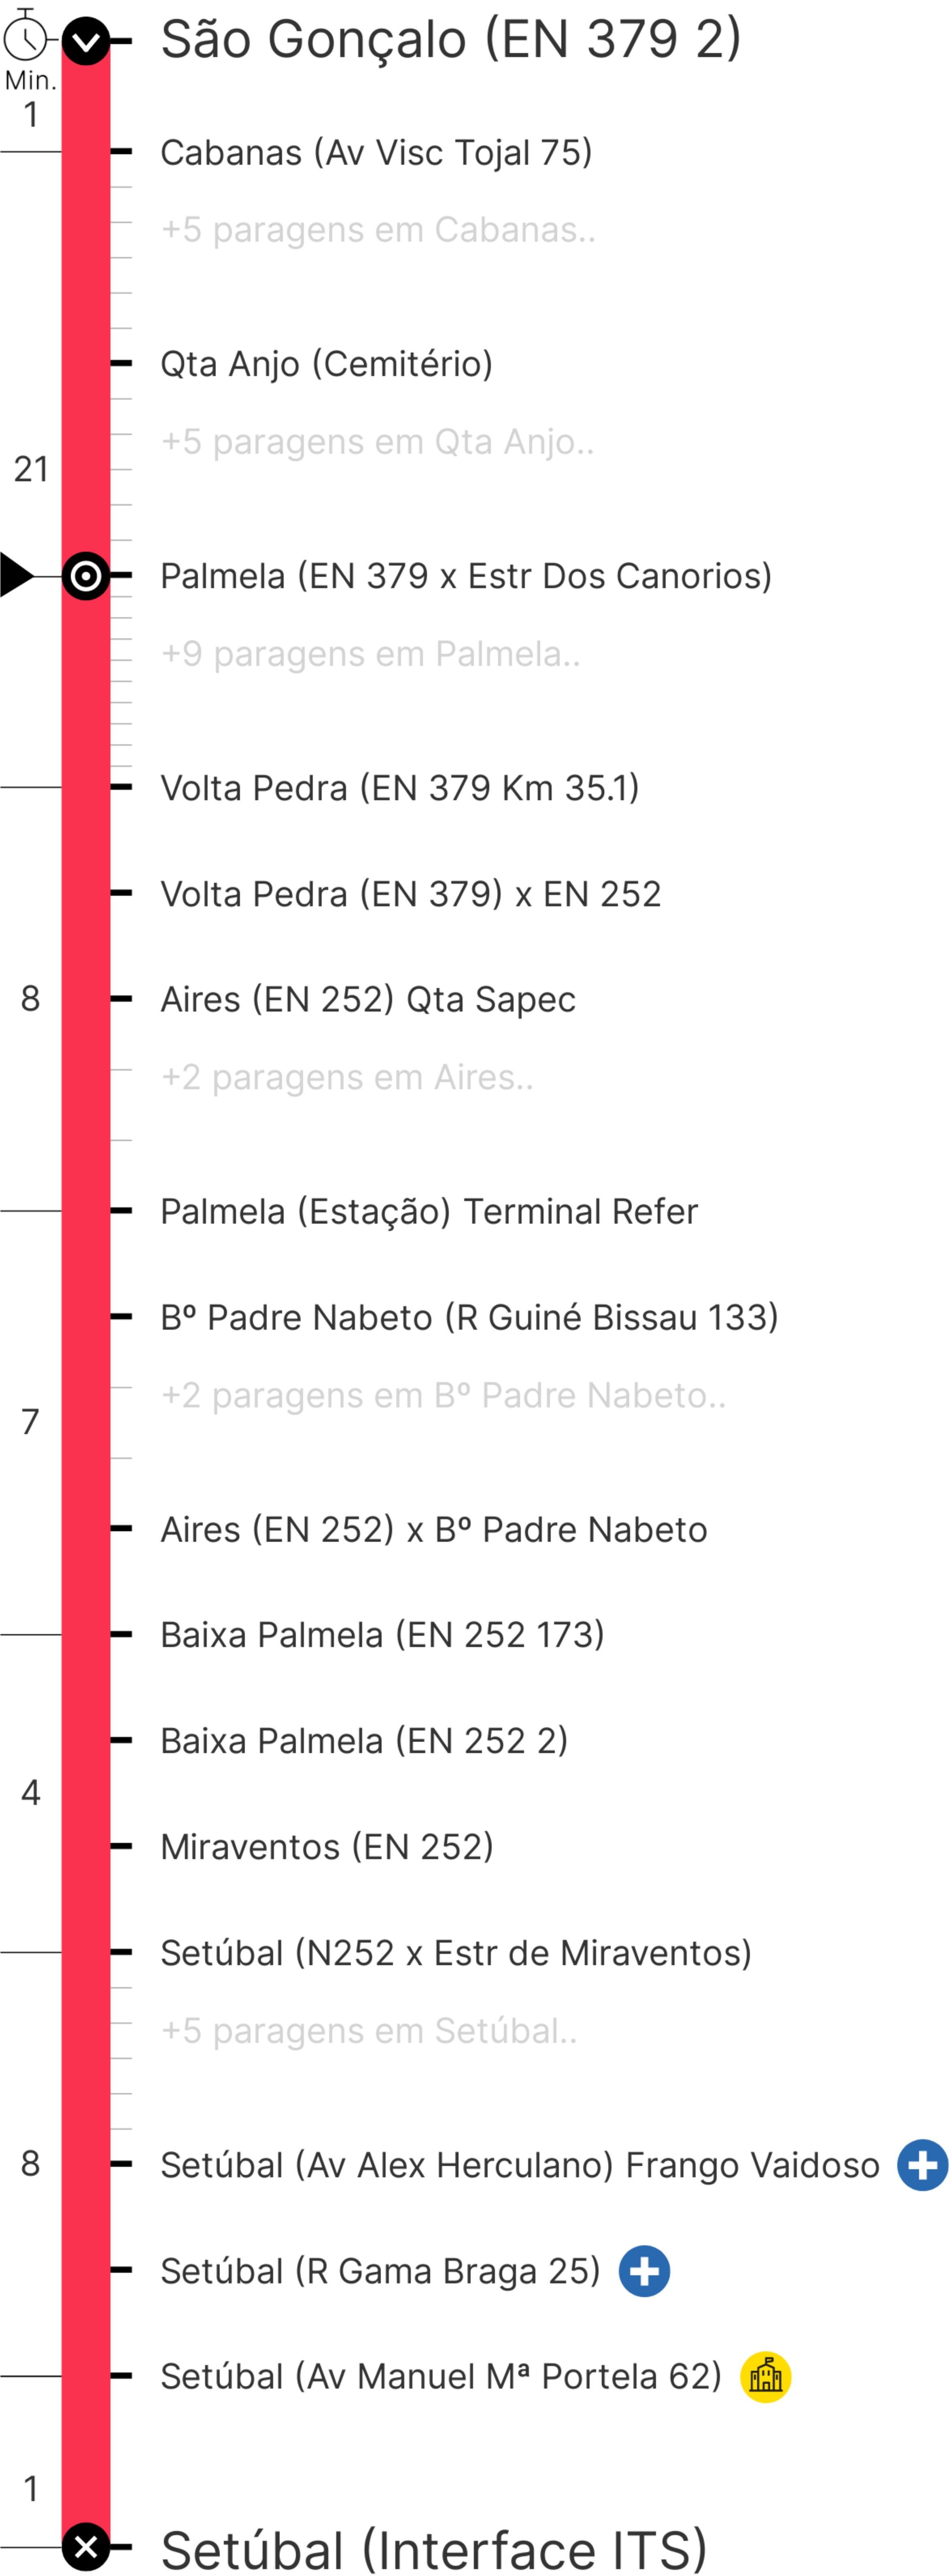 São Gonçalo (EN 379 2)
Min.
1
Cabanas (Av Visc Tojal 75)
+5 paragens em Cabanas..
Qta Anjo (Cemitério)
+5 paragens em Qta Anjo..
21
Palmela (EN 379 x Estr Dos Canorios)
+9 paragens em Palmela..
Volta Pedra (EN 379 Km 35.1)
Volta Pedra (EN 379) x EN 252
8
Aires (EN 252) Qta Sapec
+2 paragens em Aires..
Palmela (Estação) Terminal Refer
Bº Padre Nabeto (R Guiné Bissau 133)
+2 paragens em Bº Padre Nabeto..
7
Aires (EN 252) x Bº Padre Nabeto
Baixa Palmela (EN 252 173)
Baixa Palmela (EN 252 2)
4
Miraventos (EN 252)
Setúbal (N252 x Estr de Miraventos)
+5 paragens em Setúbal..
8
Setúbal (Av Alex Herculano) Frango Vaidoso
Setúbal (R Gama Braga 25)
Setúbal (Av Manuel Mª Portela 62)
1
Setúbal (Interface ITS)